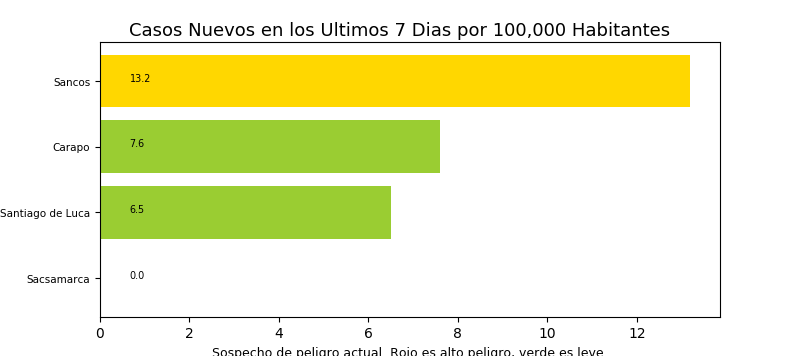 Casos Nuevos en los Ultimos 7 Dias por 100,000 Habitantes
Sancos
13.2
Carapo
7.6
Santiago de Luca
6.5
Sacsamarca
0.0
0 2 4 6 8 10 12
Sospecho de peligro actual. Rojo es alto peligro, verde es leve